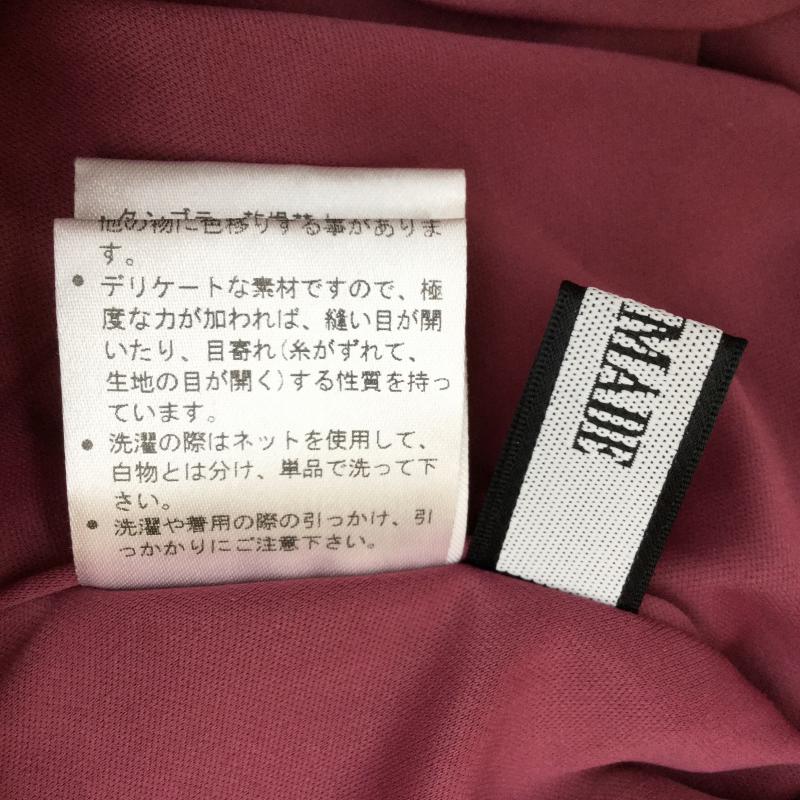 他の物に色移りする事がありま
す。
●デリケートな素材ですので、極
度な力が加われば、縫い目が開
いたり、目寄れ(糸がずれて、
生地の目が開く)する性質を持っ
ています。
●洗濯の際はネットを使用して、
白物とは分け、単品で洗って下
さい。
●洗濯や着用の際の引っかけ、引
っかかりにご注意下さい。
MADE